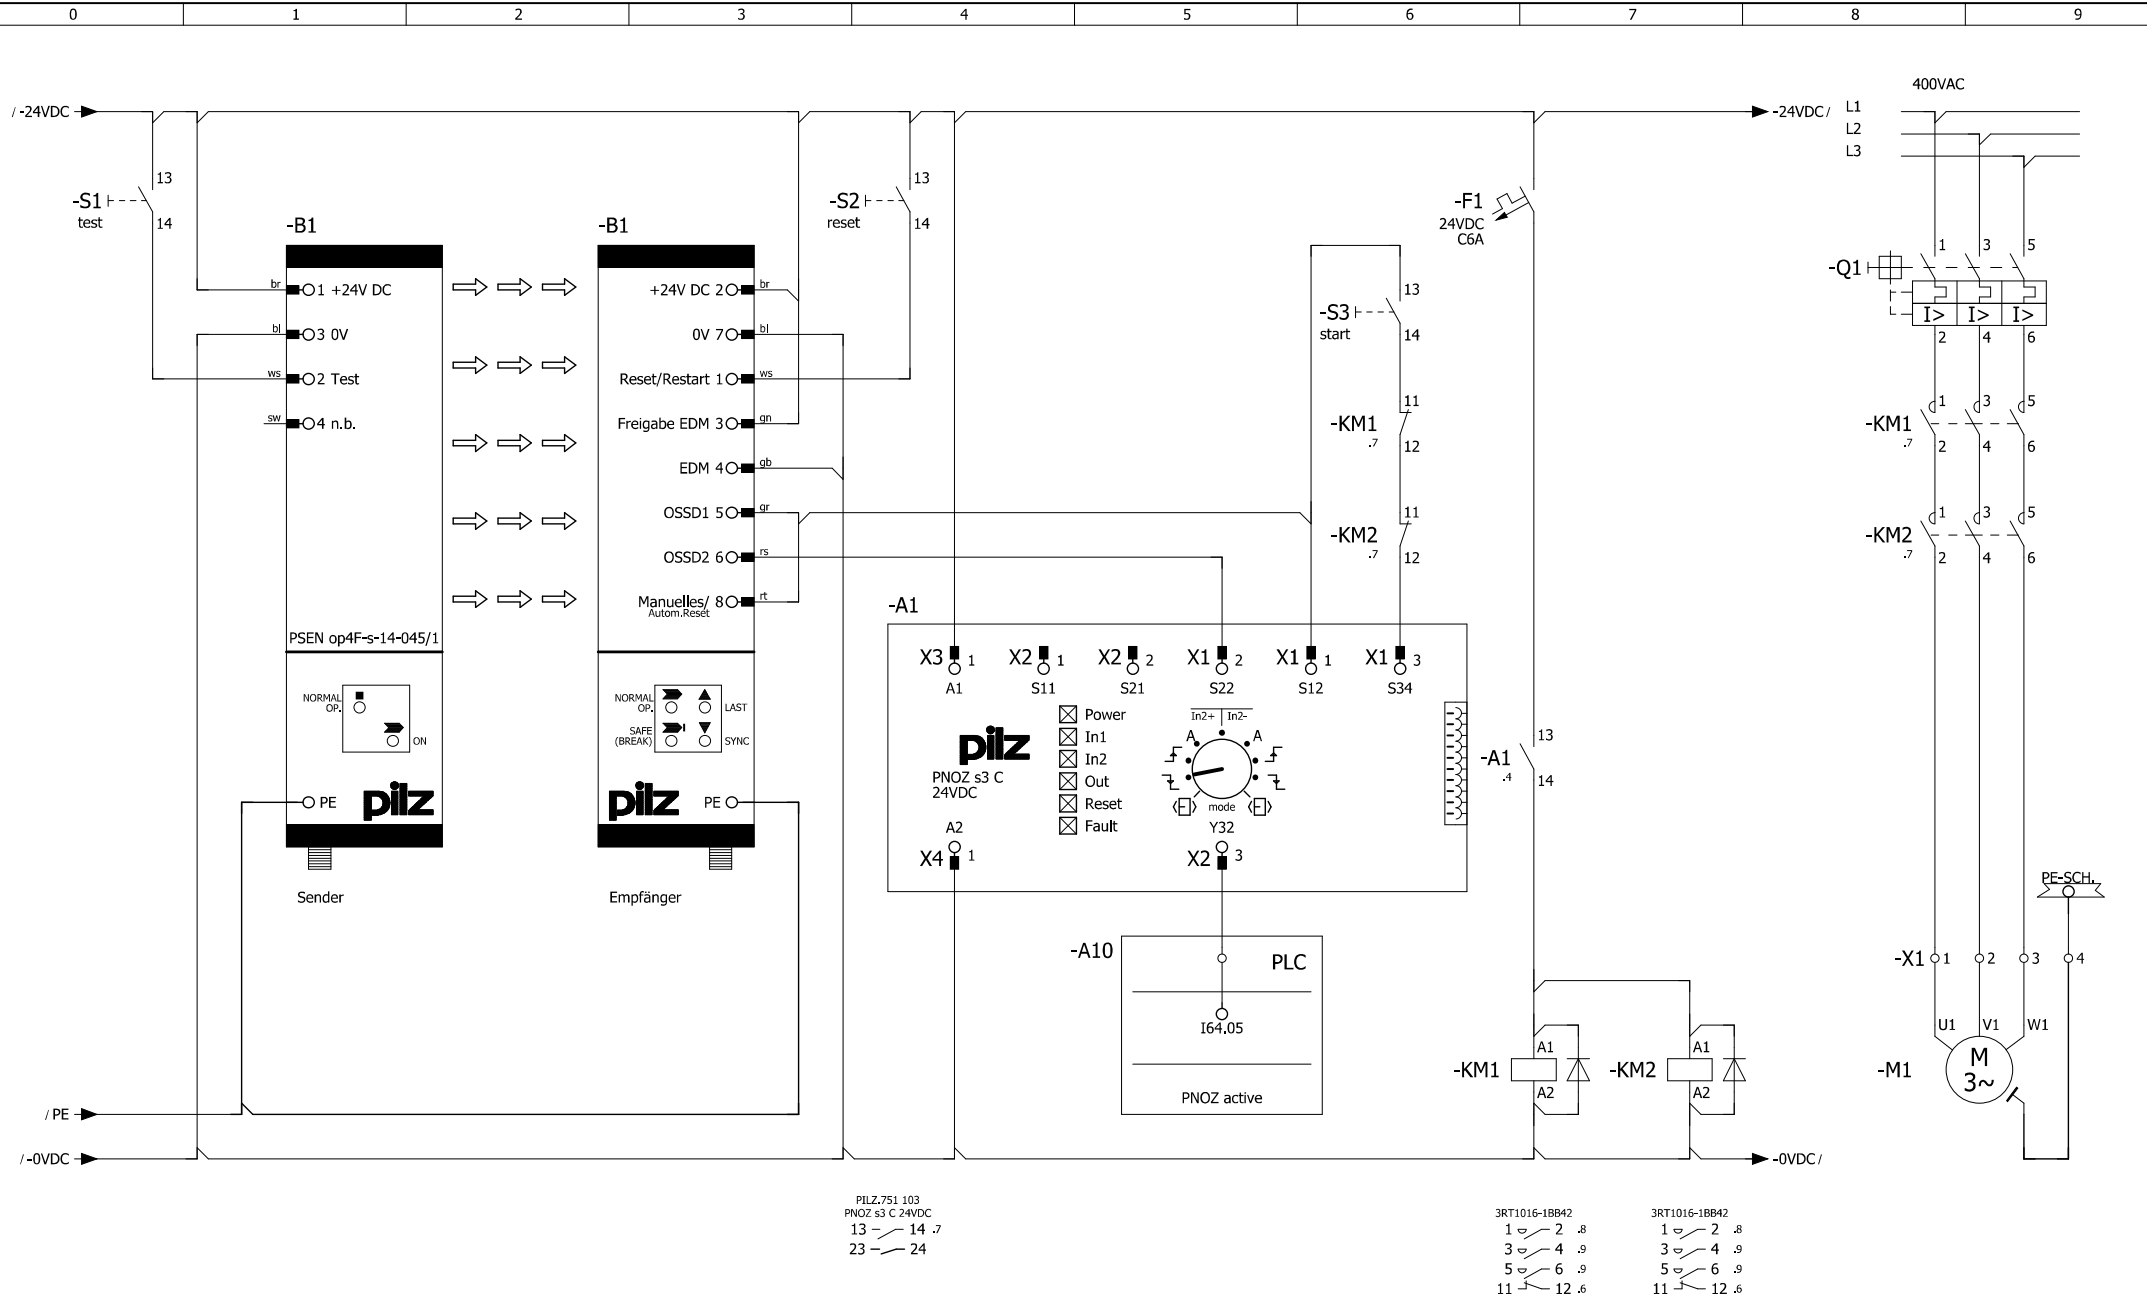 0 1 2 3 4 5 6 7 8 9
400VAC
/ -24VDC
-24VDC /
L1
L2
L3
-S1
test
13
14
-B1
-B1
-S2
reset
13
14
-F1
24VDC
C6A
-Q1
1 3 5
I> I> I>
2 4 6
br 1 +24V DC
bl 3 0V
ws 2 Test
sw 4 n.b.
PSEN op4F-s-14-045/1
NORMAL
OP.
ON
PE
pilz
Sender
+24V DC 2 br
0V 7 bl
Reset/Restart 1 ws
Freigabe EDM 3 gn
EDM 4 gb
OSSD1 5 gr
OSSD2 6 rs
Manuelles/ 8 rt
Autom.Reset
NORMAL
OP.
LAST
SAFE
(BREAK)
SYNC
pilz
PE
Empfänger
-S3
start
13
14
-KM1
.7
11
12
-KM2
.7
11
12
-KM1
.7
1 3 5
2 4 6
-KM2
.7
1 3 5
2 4 6
-A1
X3 1 X2 1 X2 2 X1 2 X1 1 X1 3
A1 S11 S21 S22 S12 S34
pilz
PNOZ s3 C
24VDC
Power
In1
In2
Out
Reset
Fault
In2+ In2-
A A
mode
A2
X4 1
Y32
X2 3
-A1
.4
13
14
-A10
PLC
I64.05
PNOZ active
PE-SCH.
-X1 1 2 3 4
U1 V1 W1
-M1
M
3~
-KM1
A1
A2
-KM2
A1
A2
/ PE
/ -0VDC
-0VDC /
PILZ.751 103
PNOZ s3 C 24VDC
13 14 .7
23 24
3RT1016-1BB42
1 2 .8
3 4 .9
5 6 .9
11 12 .6
3RT1016-1BB42
1 2 .8
3 4 .9
5 6 .9
11 12 .6